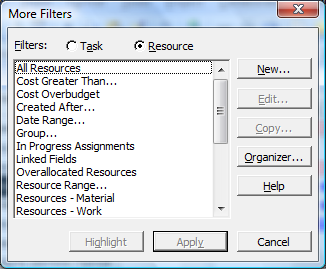 More Filters
Filters: Task Resource
All Resources
Cost Greater Than...
Cost Overbudget
Created After...
Date Range...
Group...
In Progress Assignments
Linked Fields
Overallocated Resources
Resource Range...
Resources - Material
Resources - Work
New...
Edit...
Copy...
Organizer...
Help
Highlight Apply Cancel